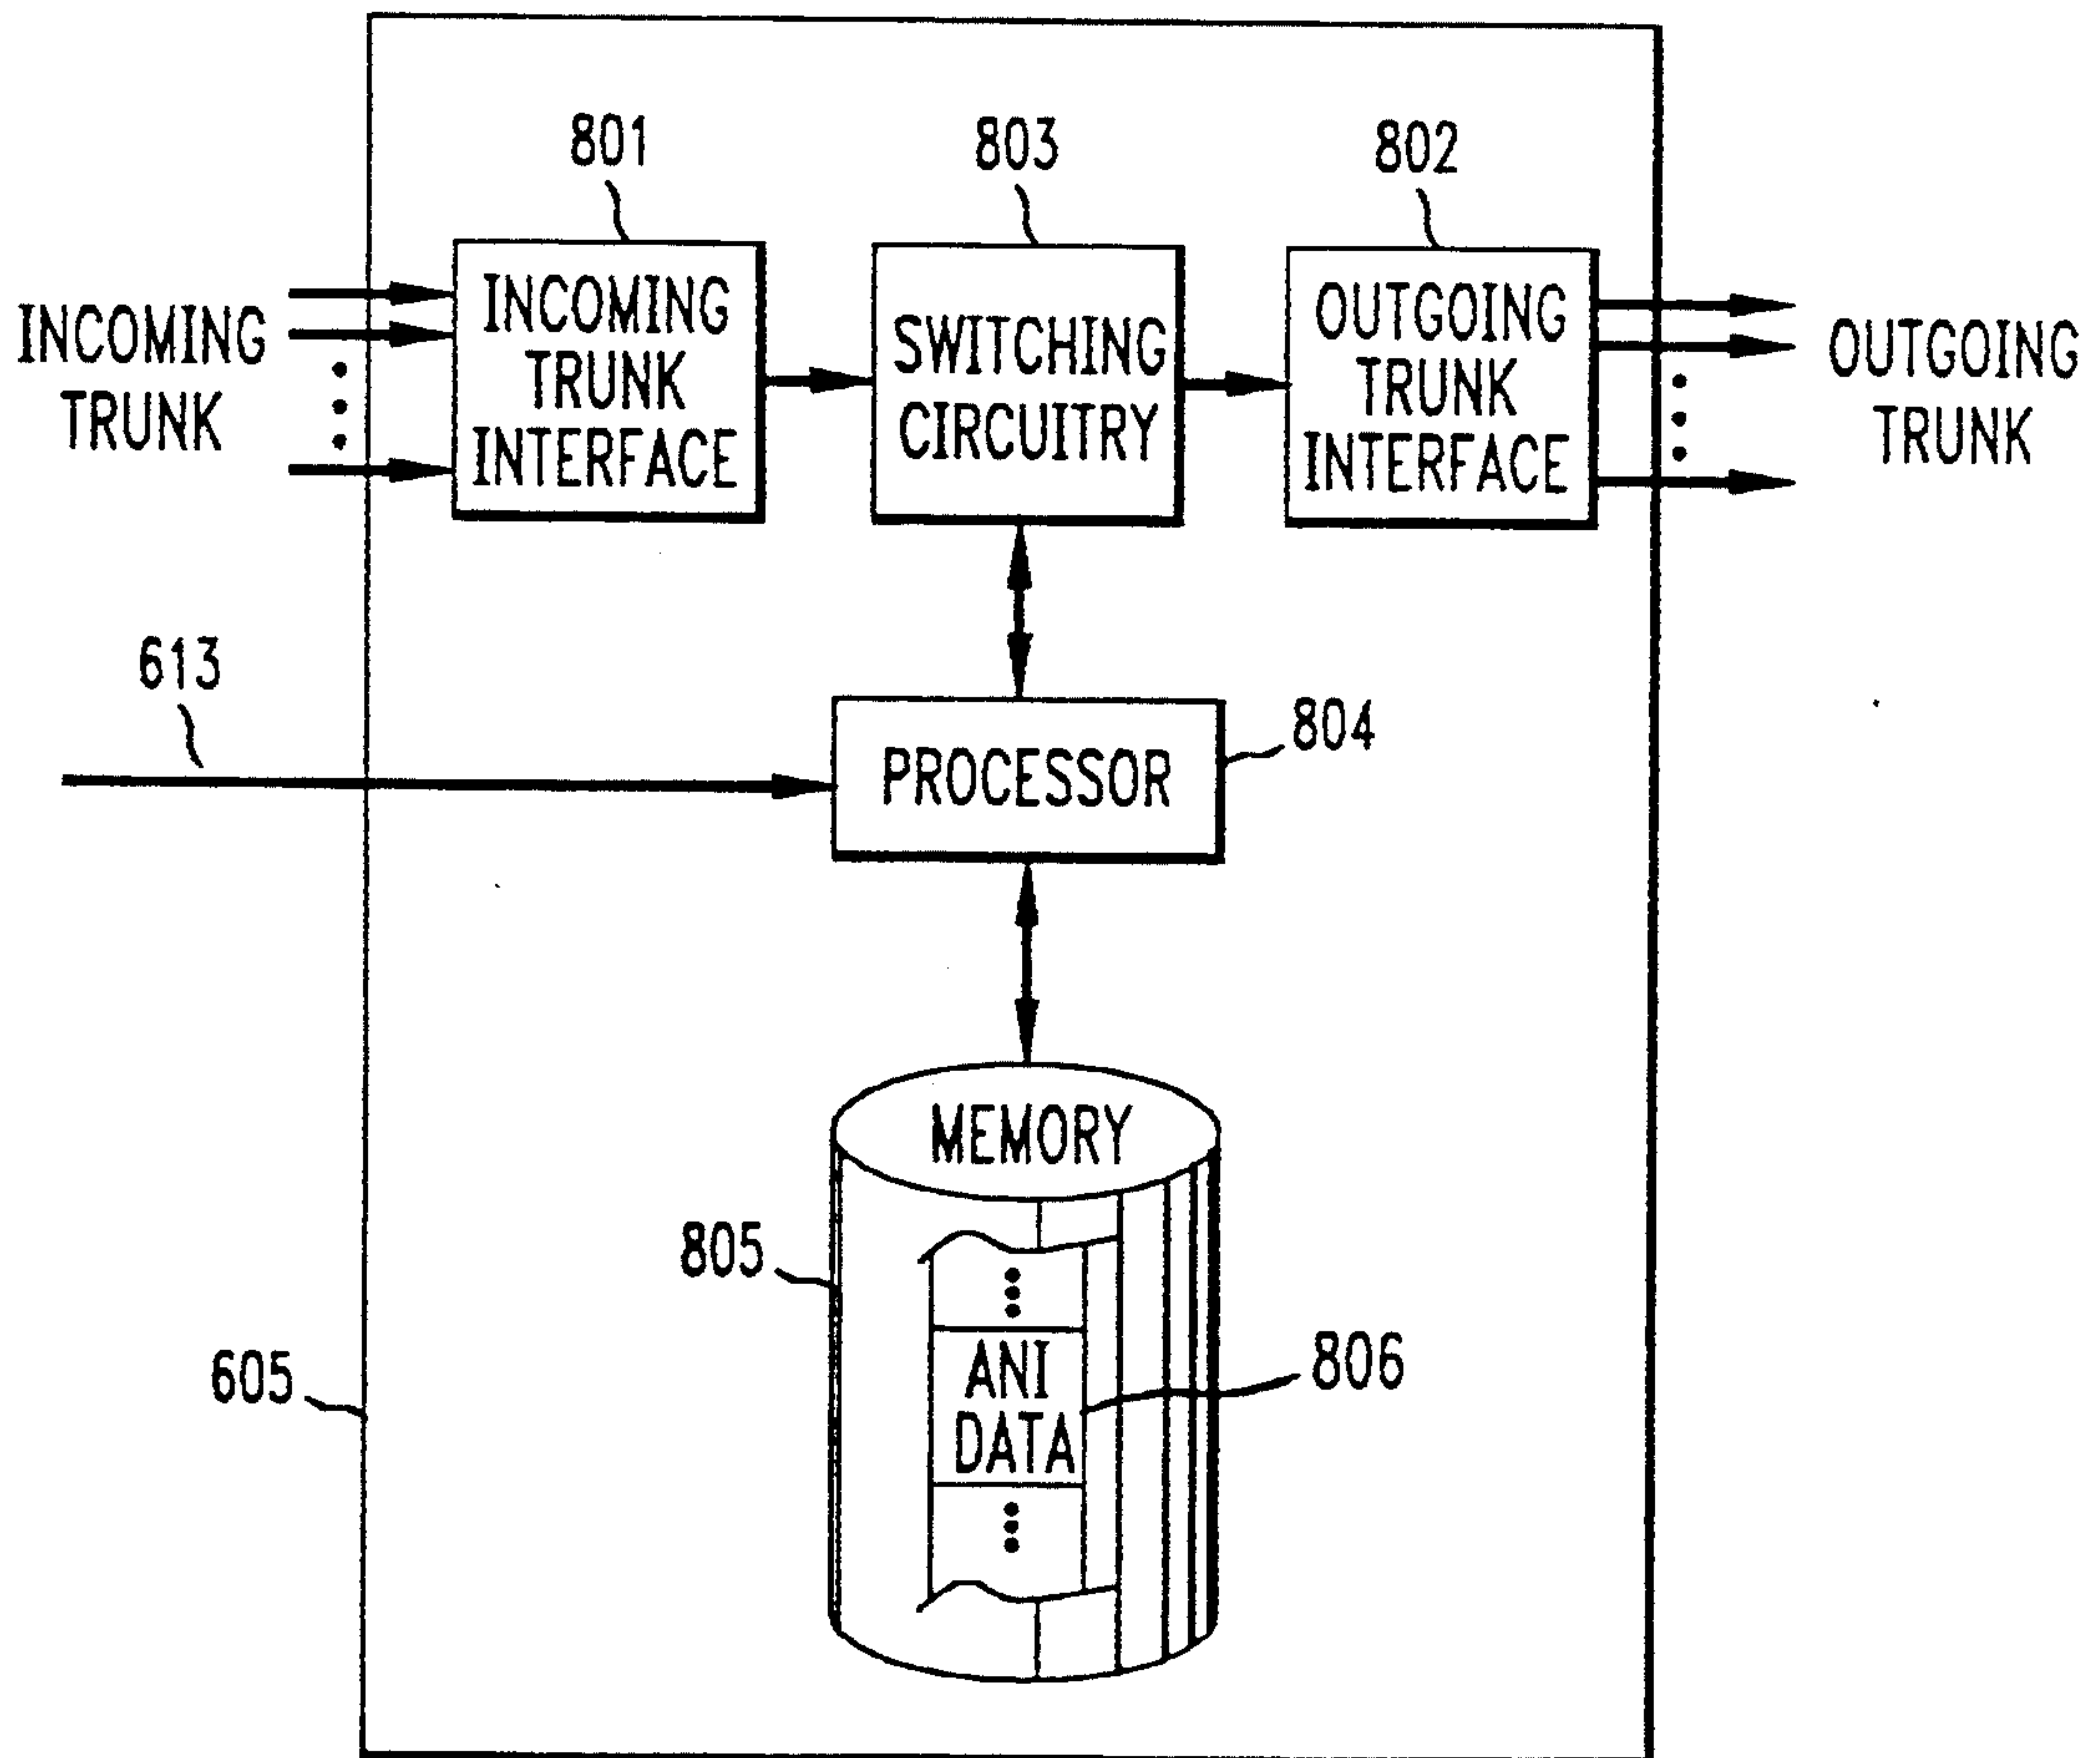 801
803
802
INCOMING
TRUNK
INCOMING
TRUNK
INTERFACE
SWITCHING
CIRCUITRY
OUTGOING
TRUNK
INTERFACE
OUTGOING
TRUNK
613
PROCESSOR
804
MEMORY
805
ANI
DATA
806
605